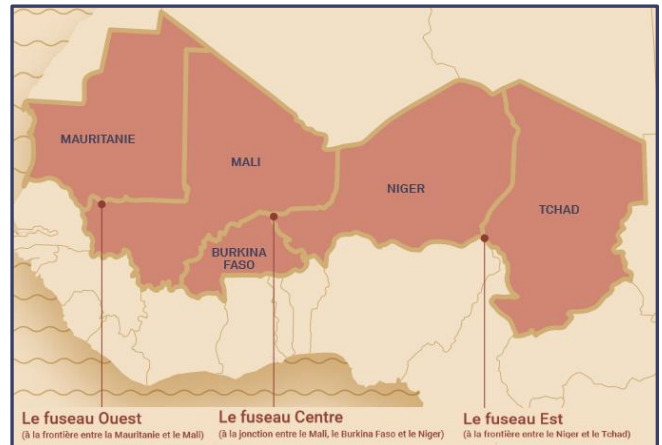 MAURITANIE
MALI
NIGER
TCHAD
BURKINA
FASO
Le fuseau Ouest
(à la frontière entre la Mauritanie et le Mali)
Le fuseau Centre
(à la jonction entre le Mali, le Burkina Faso et le Niger)
Le fuseau Est
(à la frontière entre le Niger et le Tchad)